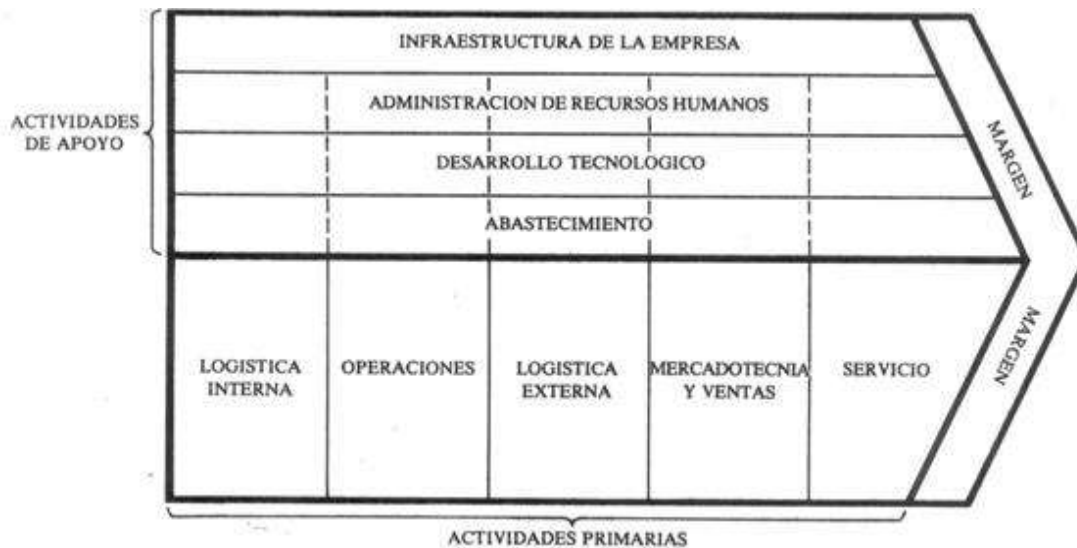 INFRAESTRUCTURA DE LA EMPRESA
ADMINISTRACION DE RECURSOS HUMANOS
ACTIVIDADES
DE APOYO
DESARROLLO TECNOLOGICO
ABASTECIMIENTO
MARGEN
LOGISTICA
INTERNA
OPERACIONES
LOGISTICA
EXTERNA
MERCADOTECNIA
Y VENTAS
SERVICIO
MARGEN
ACTIVIDADES PRIMARIAS